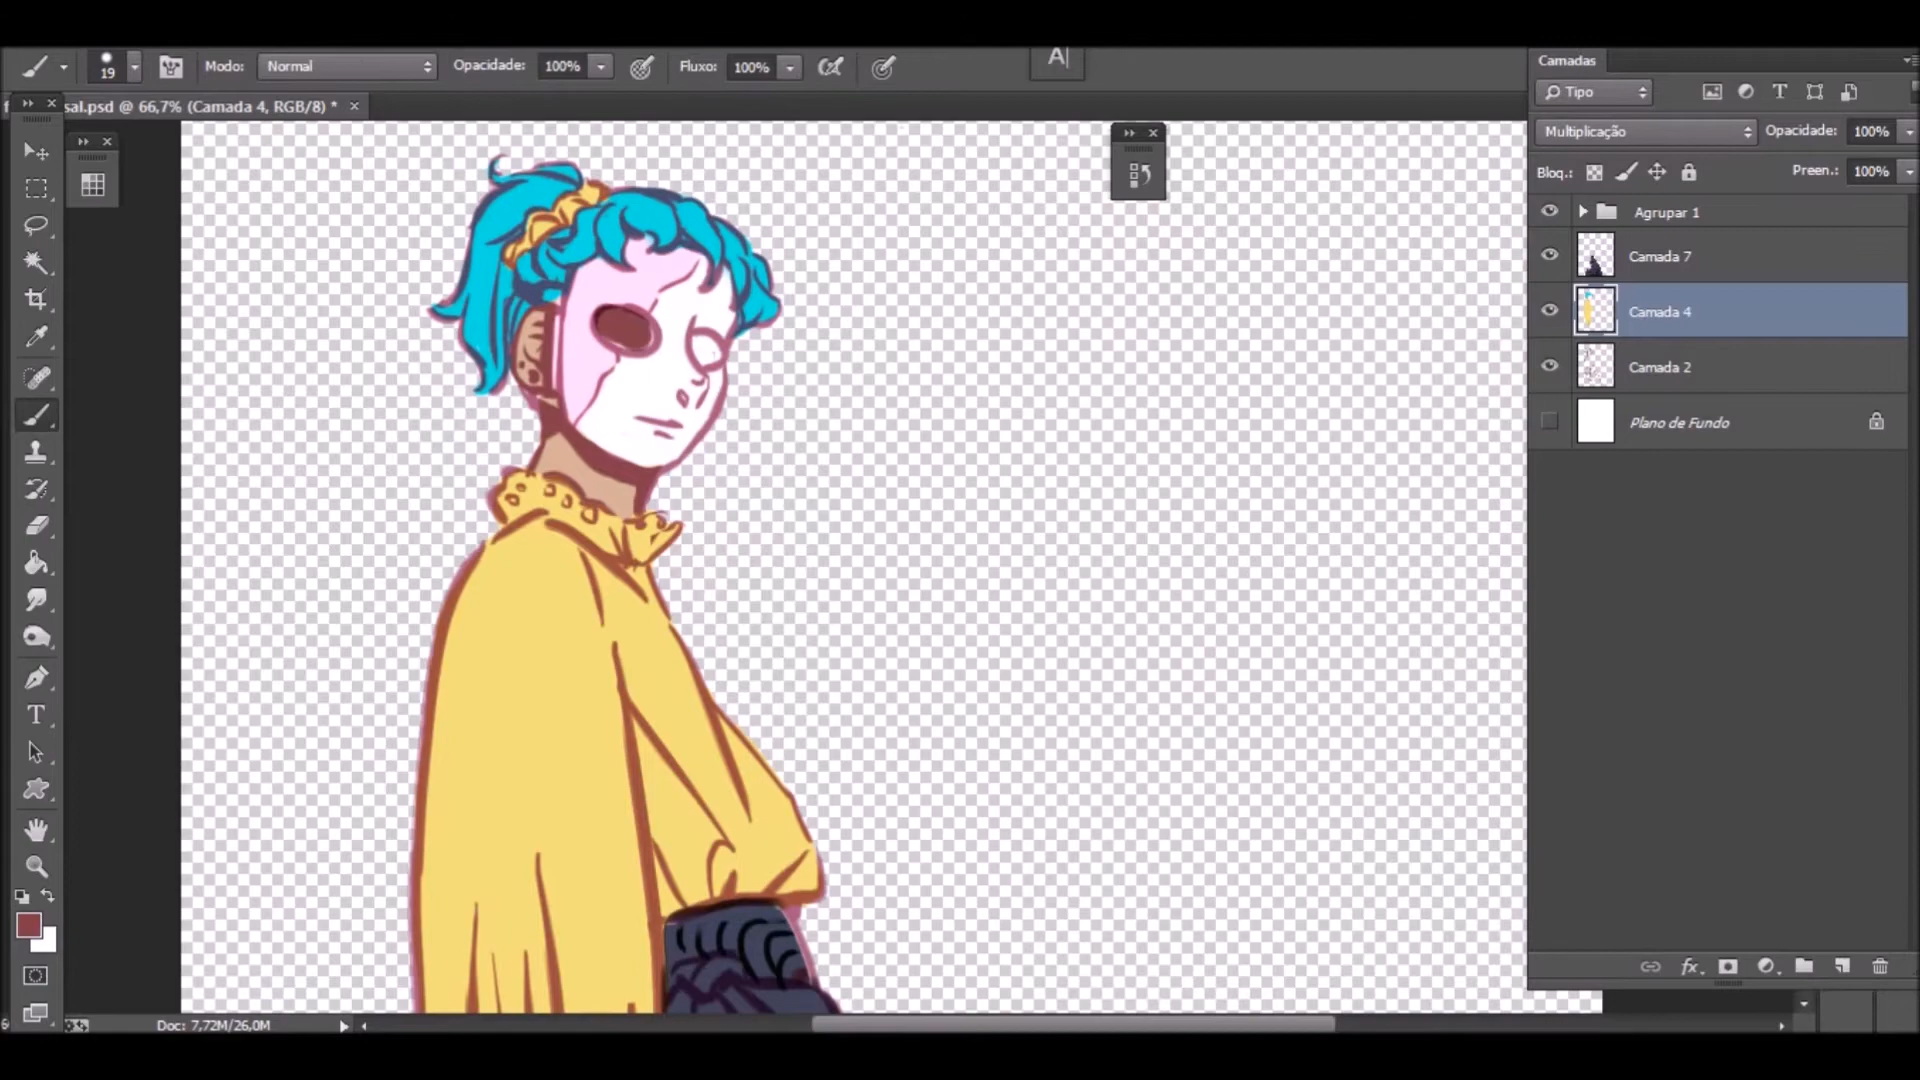 19
Modo:
Normal
Opacidade:
100%
Fluxo:
100%
A
Camadas
Tipo
sal.psd @ 66,7% (Camada 4, RGB/8) *
Multiplicação
Opacidade:
100%
Bloq.:
Preen.:
100%
Agrupar 1
Camada 7
Camada 4
Camada 2
Plano de Fundo
T
fx
Doc: 7,72M/26,0M